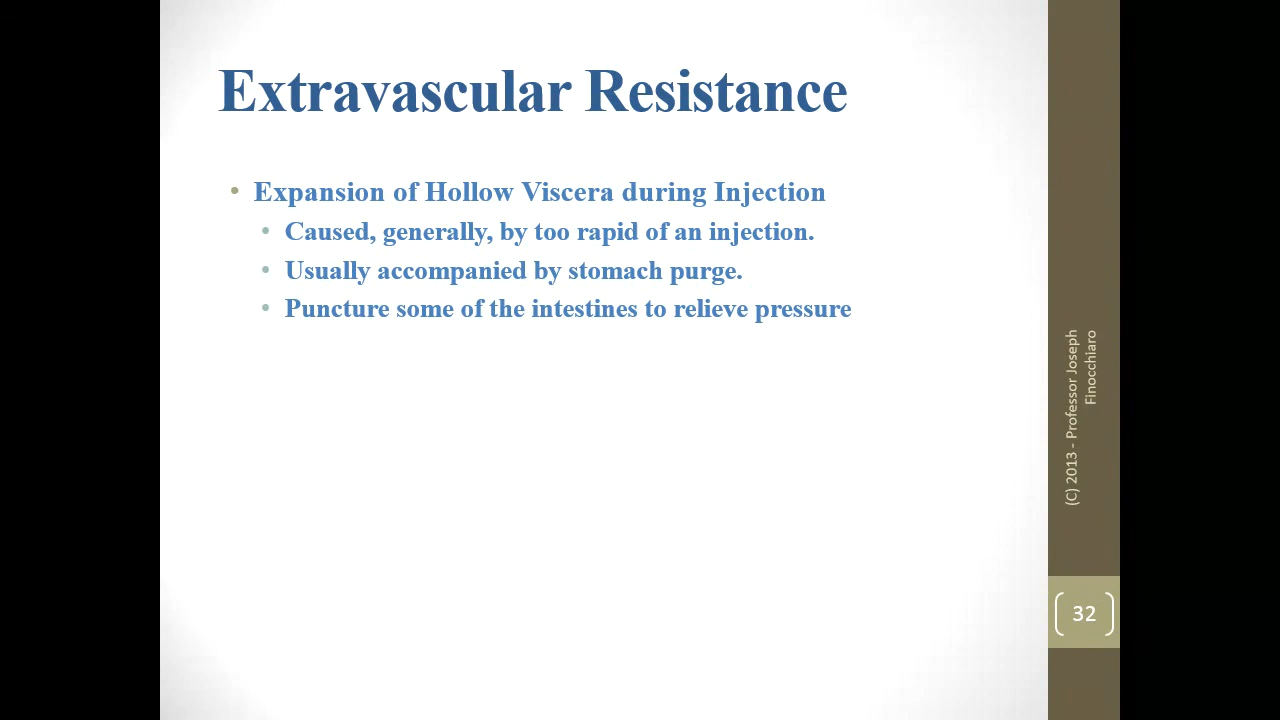 Extravascular Resistance
• Expansion of Hollow Viscera during Injection
• Caused, generally, by too rapid of an injection.
• Usually accompanied by stomach purge.
• Puncture some of the intestines to relieve pressure
(C) 2013 - Professor Joseph
Finocchiaro
32